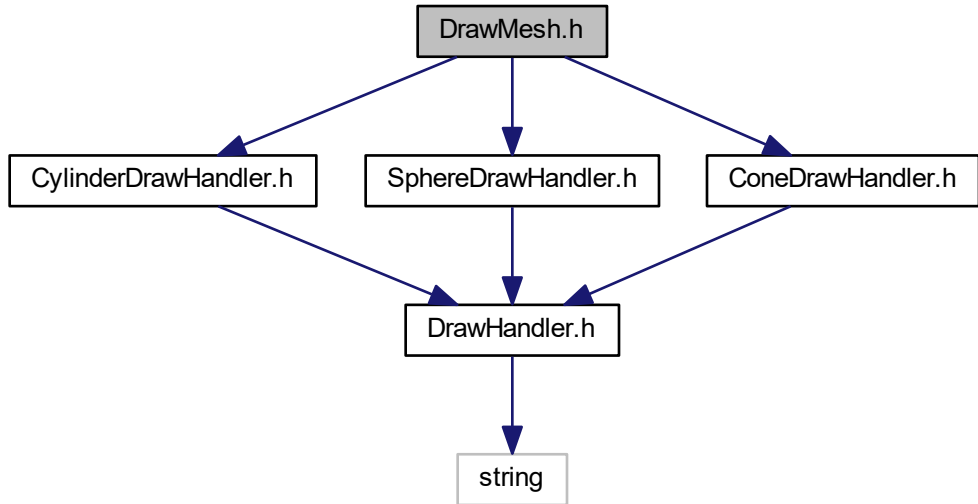 DrawMesh.h
CylinderDrawHandler.h
SphereDrawHandler.h
ConeDrawHandler.h
DrawHandler.h
string